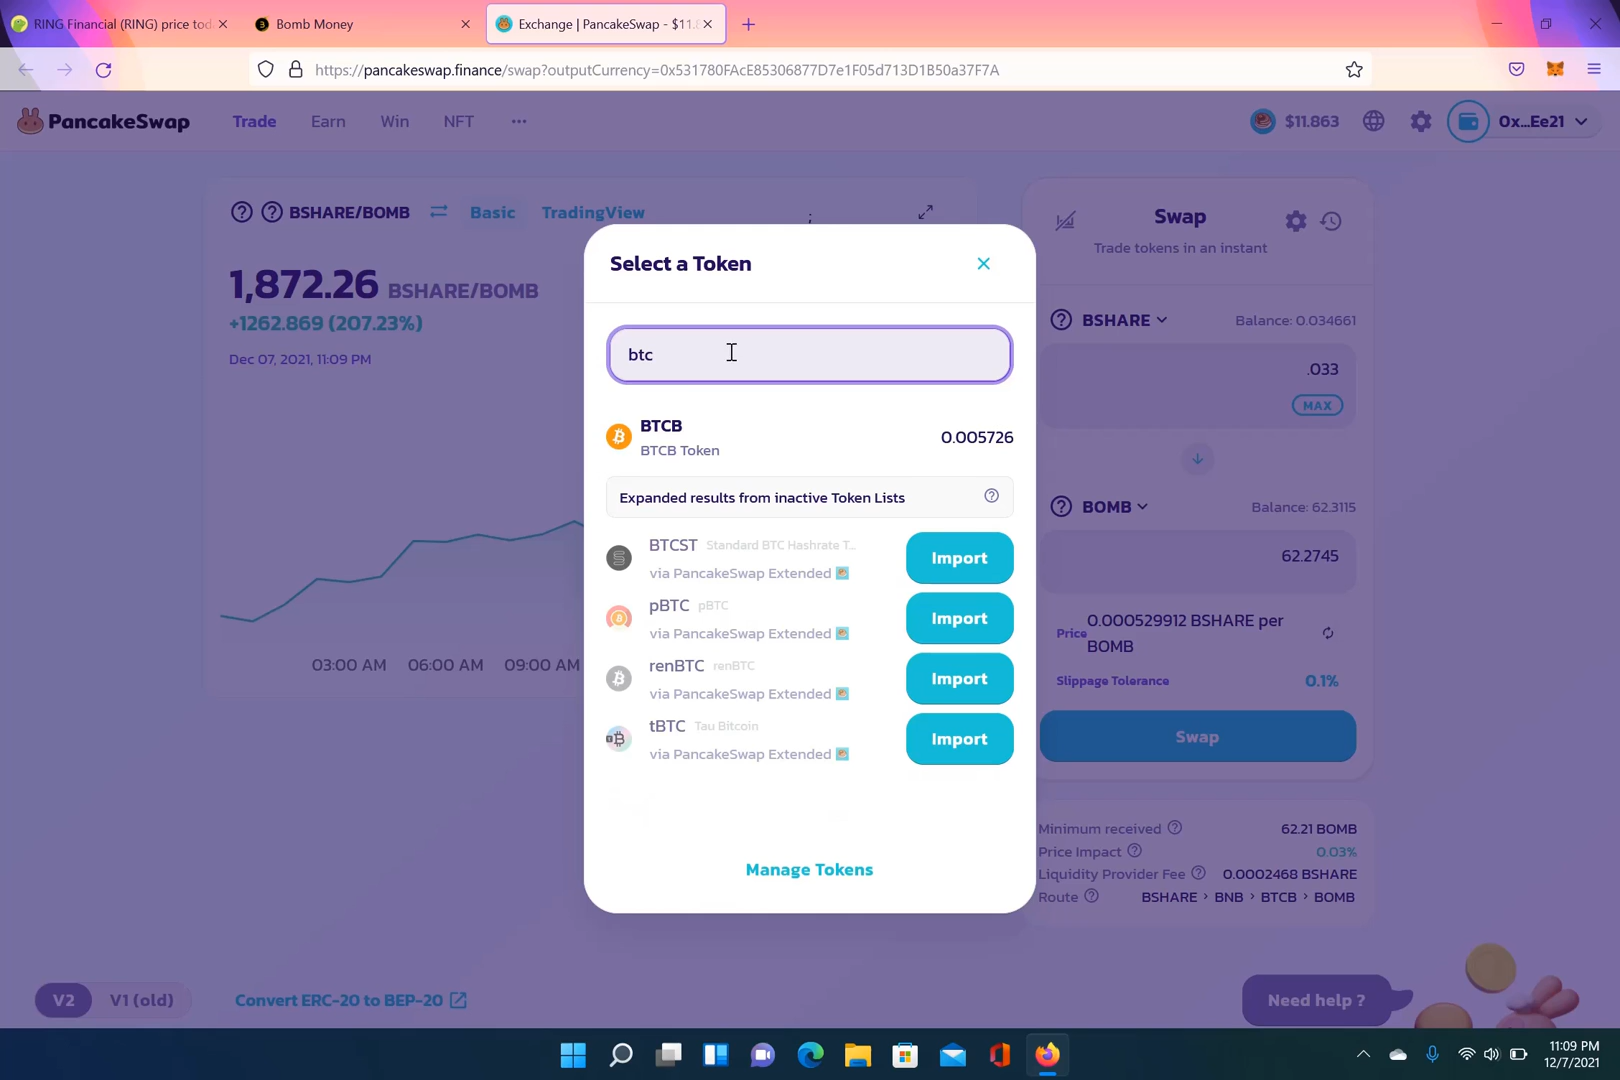 RING Financial (RING) price tod
Bomb Money
Exchange | PancakeSwap - $11.8
https://pancakeswap.finance/swap?outputCurrency=0x531780FAcE85306877D7e1F05d713D1B50a37F7A
PancakeSwap
Trade
Earn
Win
NFT
$11.863
0x...Ee21
BSHARE/BOMB
Basic
TradingView
1,872.26 BSHARE/BOMB
+1262.869 (207.23%)
Dec 07, 2021, 11:09 PM
03:00 AM
06:00 AM
09:00 AM
Select a Token
btc
BTCB
BTCB Token
0.005726
Expanded results from inactive Token Lists
BTCST Standard BTC Hashrate T...
via PancakeSwap Extended
Import
pBTC pBTC
via PancakeSwap Extended
Import
renBTC renBTC
via PancakeSwap Extended
Import
tBTC Tau Bitcoin
via PancakeSwap Extended
Import
Manage Tokens
Swap
Trade tokens in an instant
BSHARE
Balance: 0.034661
.033
MAX
BOMB
Balance: 62.3115
62.2745
Price
0.000529912 BSHARE per
BOMB
Slippage Tolerance
0.1%
Swap
Minimum received
62.21 BOMB
Price Impact
0.03%
Liquidity Provider Fee
0.0002468 BSHARE
Route
BSHARE > BNB > BTCB > BOMB
V2
V1 (old)
Convert ERC-20 to BEP-20
Need help ?
11:09 PM
12/7/2021